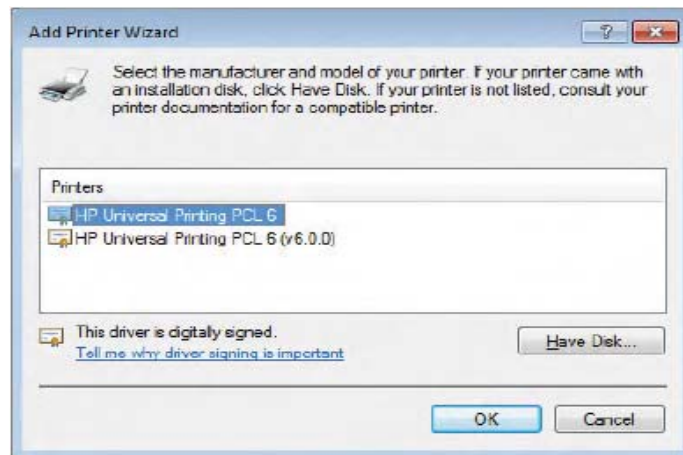 Add Printer Wizard
Select the manufacturer and model of your printer. If your printer came with
an installation disk, click Have Disk. If your printer is not listed, consult your
printer documentation for a compatible printer.
Printers
HP Universal Printing PCL 6
HP Universal Printing PCL 6 (v6.0.0)
This driver is digitally signed.
Have Disk...
Tell me why driver signing is important
OK
Cancel